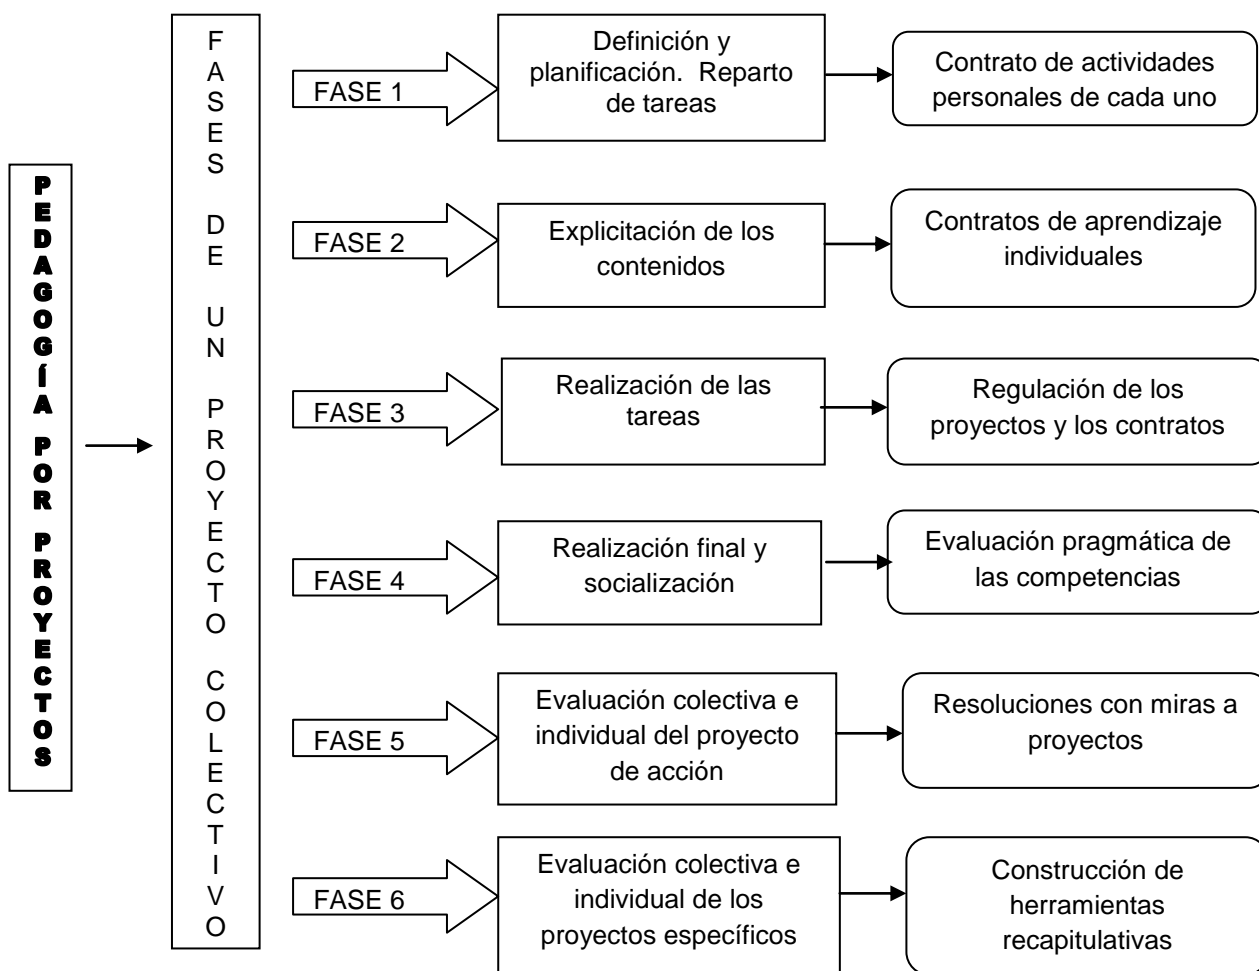 PEDAGOGÍA POR PROYECTOS
FASES DE UN PROYECTO COLECTIVO
FASE 1
Definición y
planificación. Reparto
de tareas
Contrato de actividades
personales de cada uno
FASE 2
Explicitación de los
contenidos
Contratos de aprendizaje
individuales
FASE 3
Realización de las
tareas
Regulación de los
proyectos y los contratos
FASE 4
Realización final y
socialización
Evaluación pragmática de
las competencias
FASE 5
Evaluación colectiva e
individual del proyecto
de acción
Resoluciones con miras a
proyectos
FASE 6
Evaluación colectiva e
individual de los
proyectos específicos
Construcción de
herramientas
recapitulativas